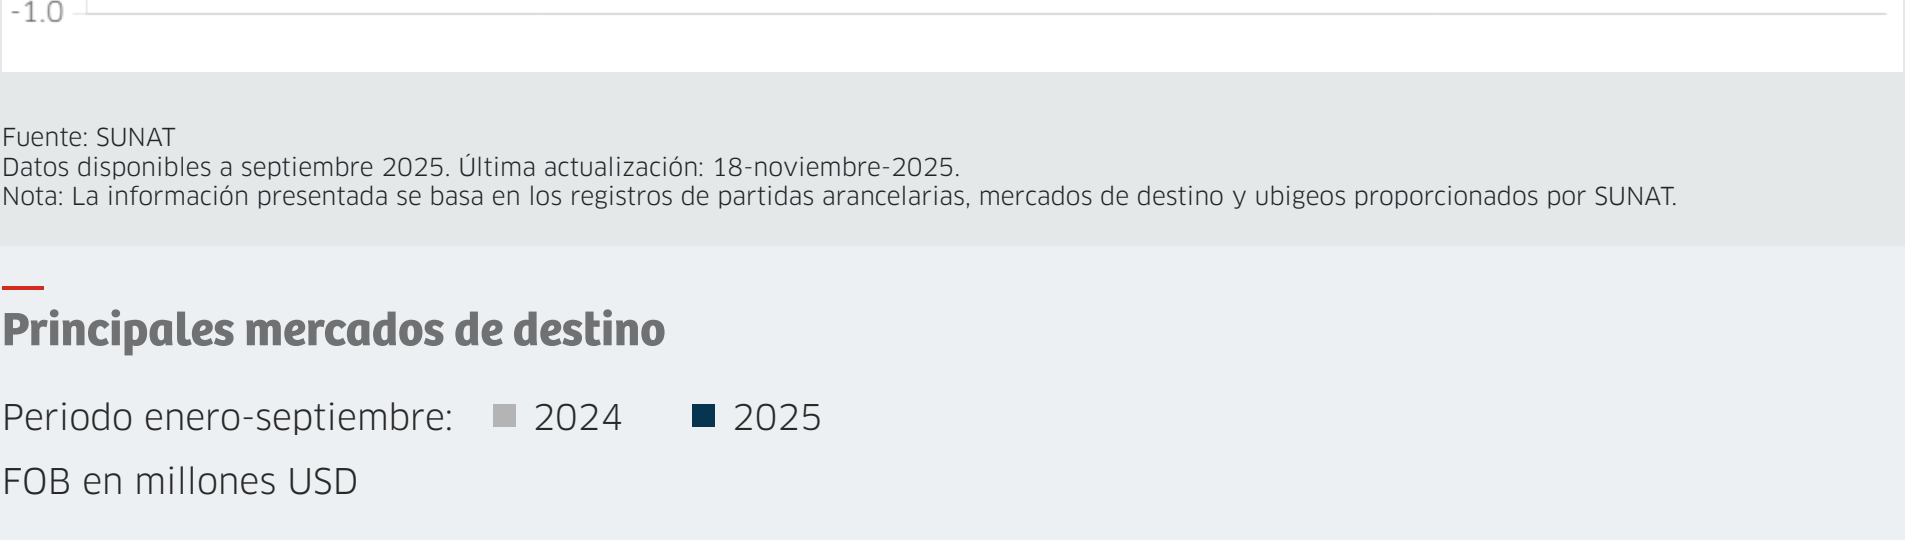 -1.0
Fuente: SUNAT
Datos disponibles a septiembre 2025. Última actualización: 18-noviembre-2025.
Nota: La información presentada se basa en los registros de partidas arancelarias, mercados de destino y ubigeos proporcionados por SUNAT.
Principales mercados de destino
Periodo enero-septiembre: 2024 2025
FOB en millones USD